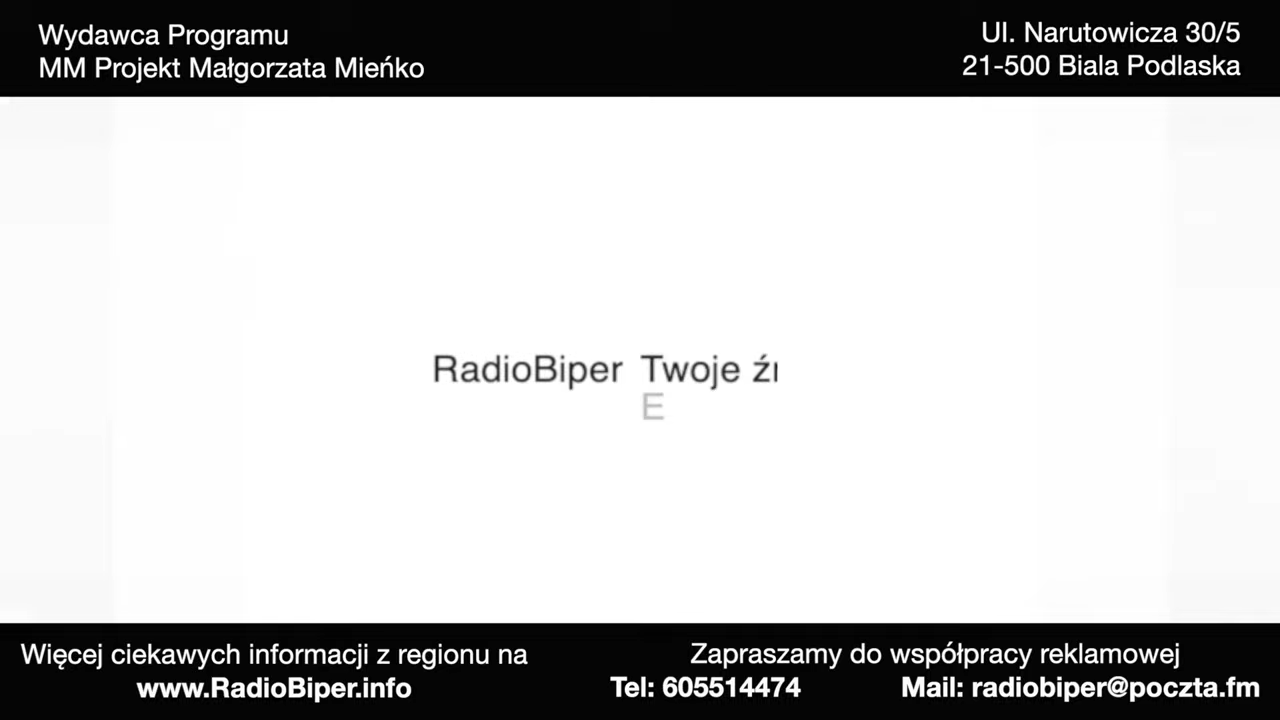 Wydawca Programu
MM Projekt Małgorzata Mieńko
Ul. Narutowicza 30/5
21-500 Biala Podlaska
RadioBiper Twoje
E
Więcej ciekawych informacji z regionu na
www.RadioBiper.info
Zapraszamy do współpracy reklamowej
Tel: 605514474 Mail: radiobiper@poczta.fm